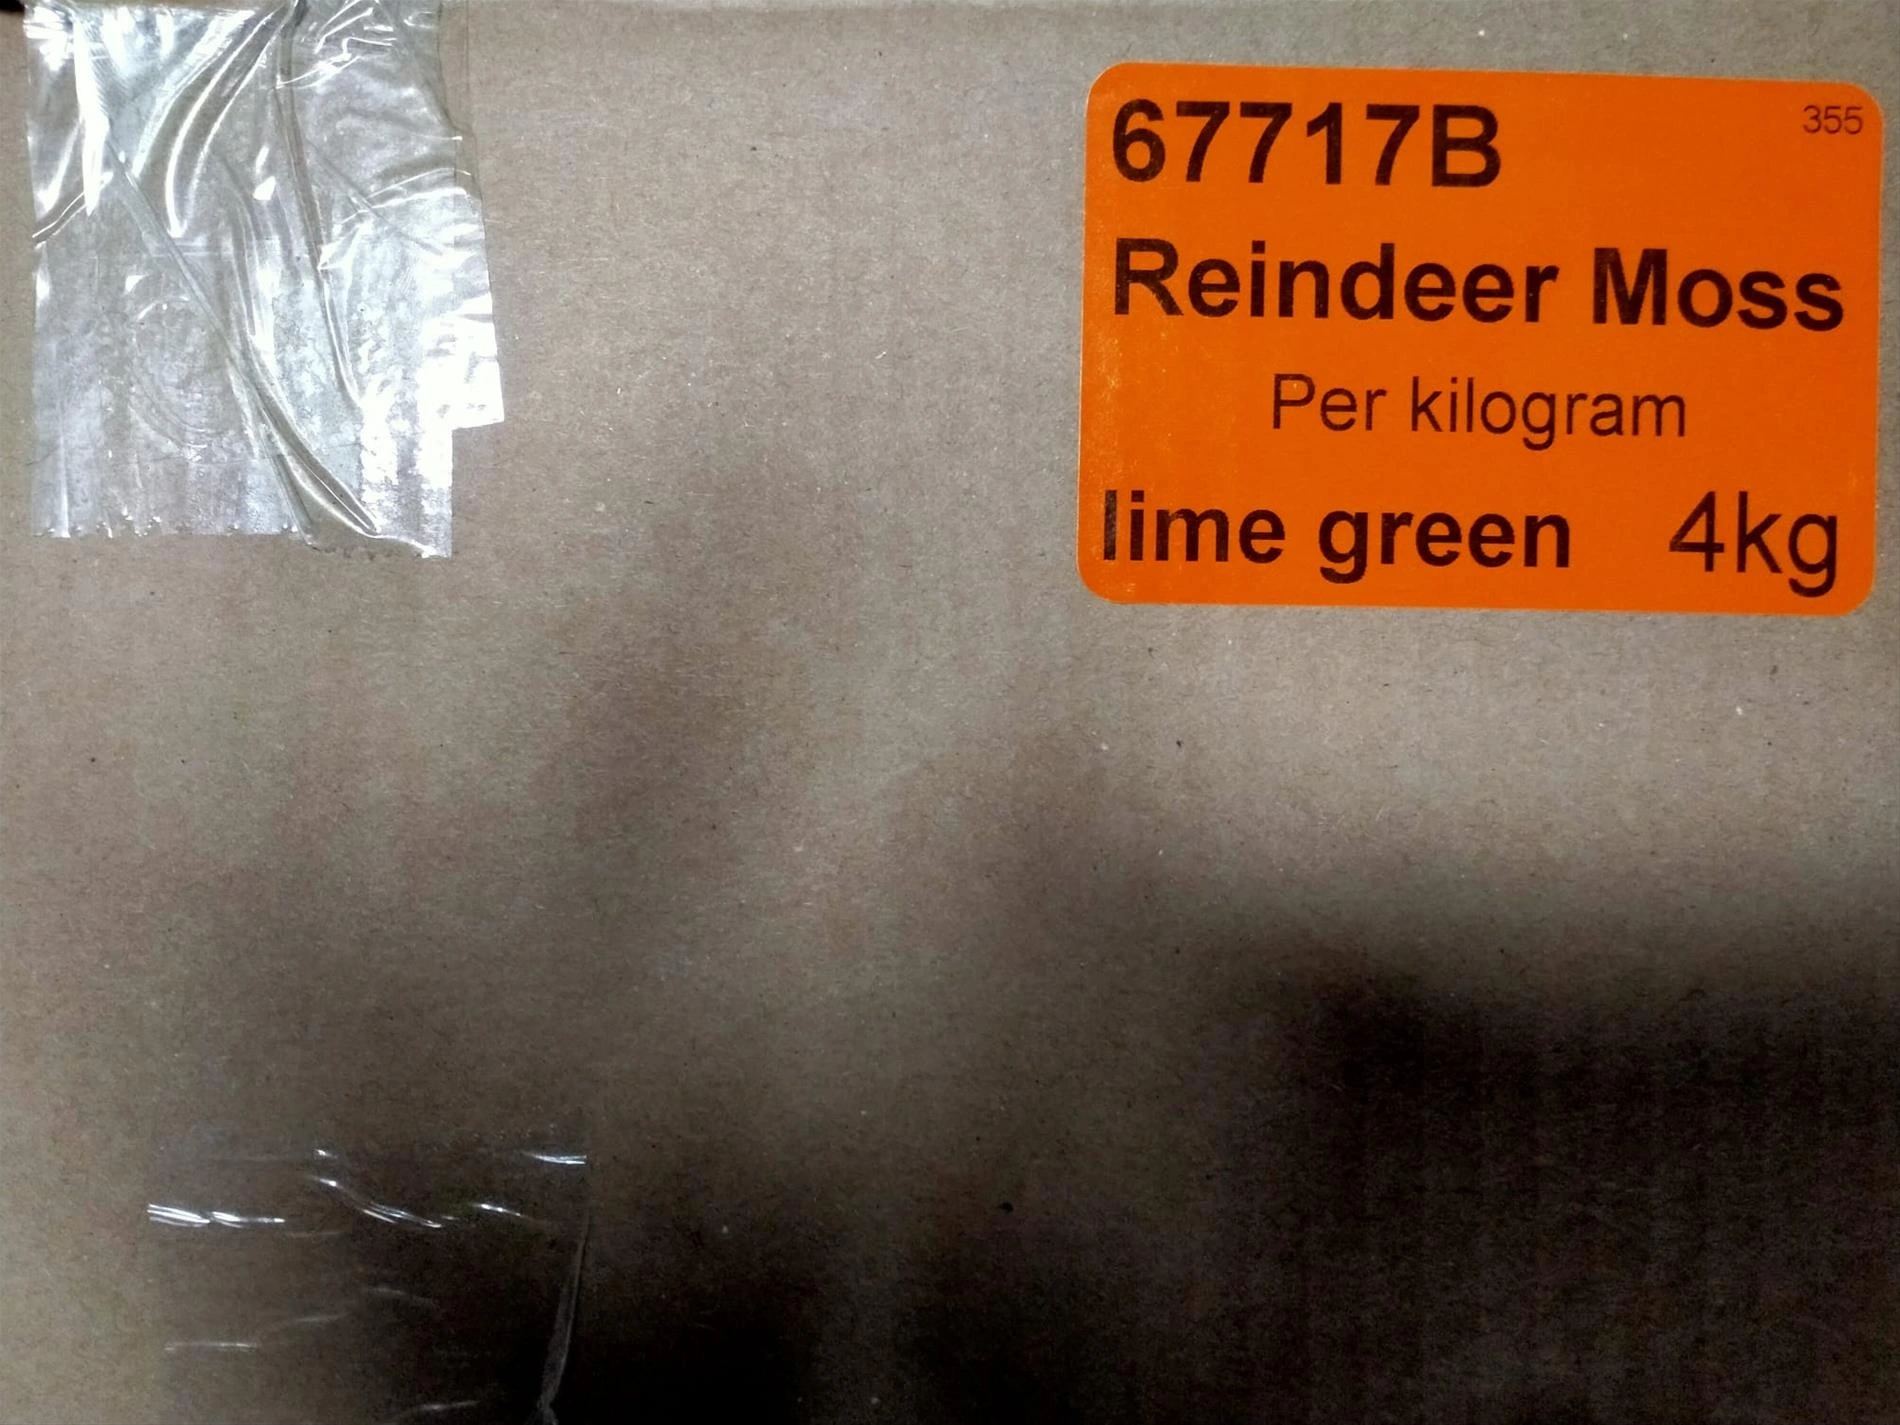 67717B 355
Reindeer Moss
Per kilogram
lime green 4kg